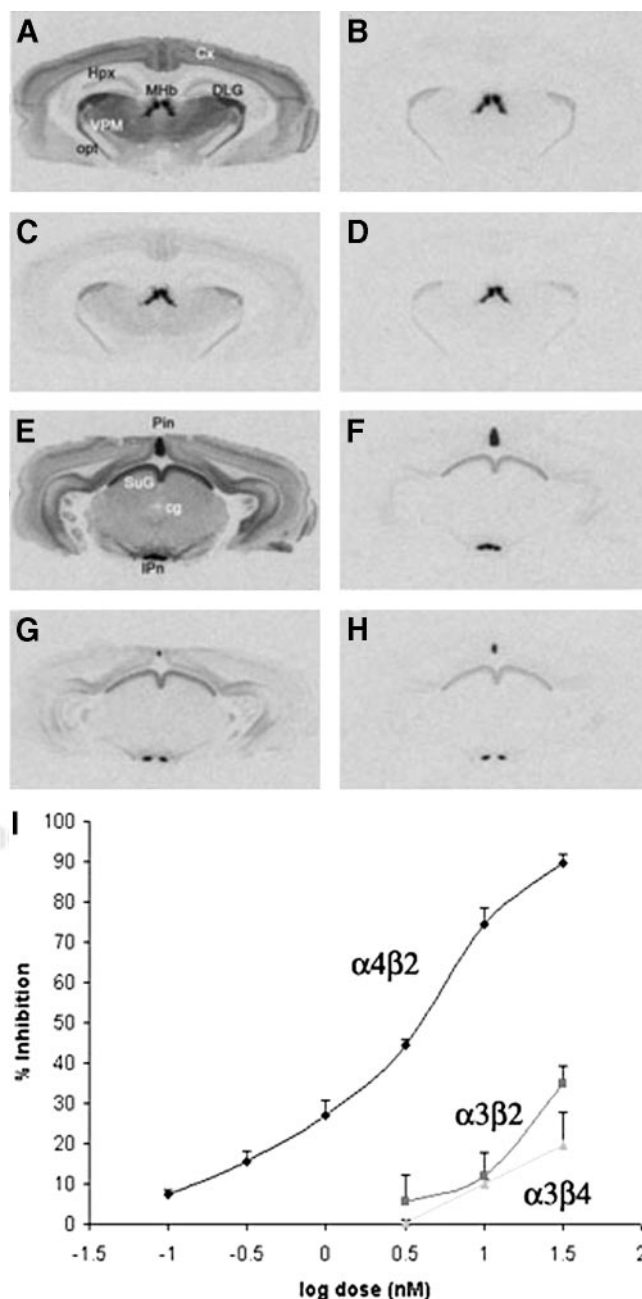 A
Cx
Hpx
MHb
DLG
VPM
opt
B
C
D
E
Pin
SuG
cg
IPn
F
G
H
I
100
90
80
70
60
50
40
30
20
10
0
% Inhibition
α4β2
α3β2
α3β4
-1.5 -1 -0.5 0 0.5 1 1.5 2
log dose (nM)